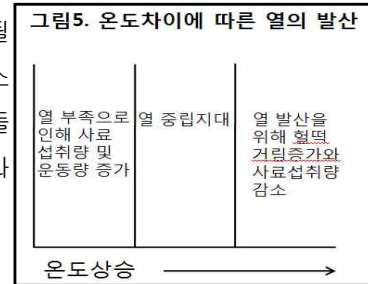 그림5. 온도차이에 따른 열의 발산
열 부족으로
인해 사료
섭취량 및
운동량 증가
열 중립지대
열 발산을
위해 헐떡
거림증가와
사료섭취량
감소
온도상승